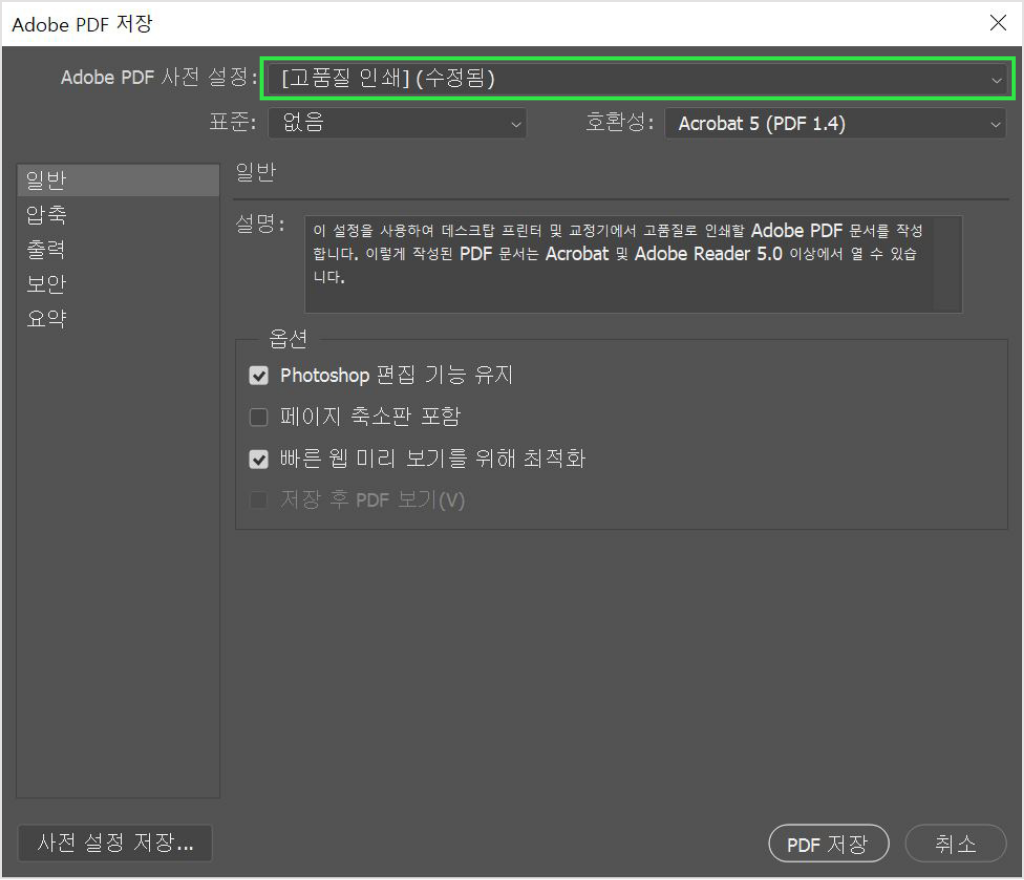 Adobe PDF 저장
Adobe PDF 사전 설정: [고품질 인쇄] (수정됨)
표준: 없음 호환성: Acrobat 5 (PDF 1.4)
일반
압축
출력
보안
요약
일반
설명: 이 설정을 사용하여 데스크탑 프린터 및 교정기에서 고품질로 인쇄할 Adobe PDF 문서를 작성
합니다. 이렇게 작성된 PDF 문서는 Acrobat 및 Adobe Reader 5.0 이상에서 열 수 있습
니다.
옵션
Photoshop 편집 기능 유지
페이지 축소판 포함
빠른 웹 미리 보기를 위해 최적화
저장 후 PDF 보기(V)
사전 설정 저장... PDF 저장 취소